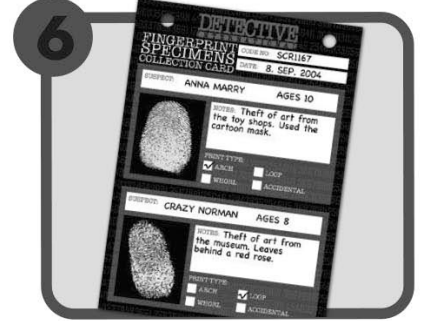 6
DETECTIVE
FINGERPRINT
SPECIMENS
COLLECTION CARD
CODE NO: SCR1167
DATE: 8. SEP. 2004
SUSPECT: ANNA MARRY AGES 10
NOTES: Theft of art from
the toy shops. Used the
cartoon mask.
PRINT TYPE:
ARCH LOOP
WHORL ACCIDENTAL
SUSPECT: CRAZY NORMAN AGES 8
NOTES: Theft of art from
the museum. Leaves
behind a red rose.
PRINT TYPE:
ARCH LOOP
WHORL ACCIDENTAL